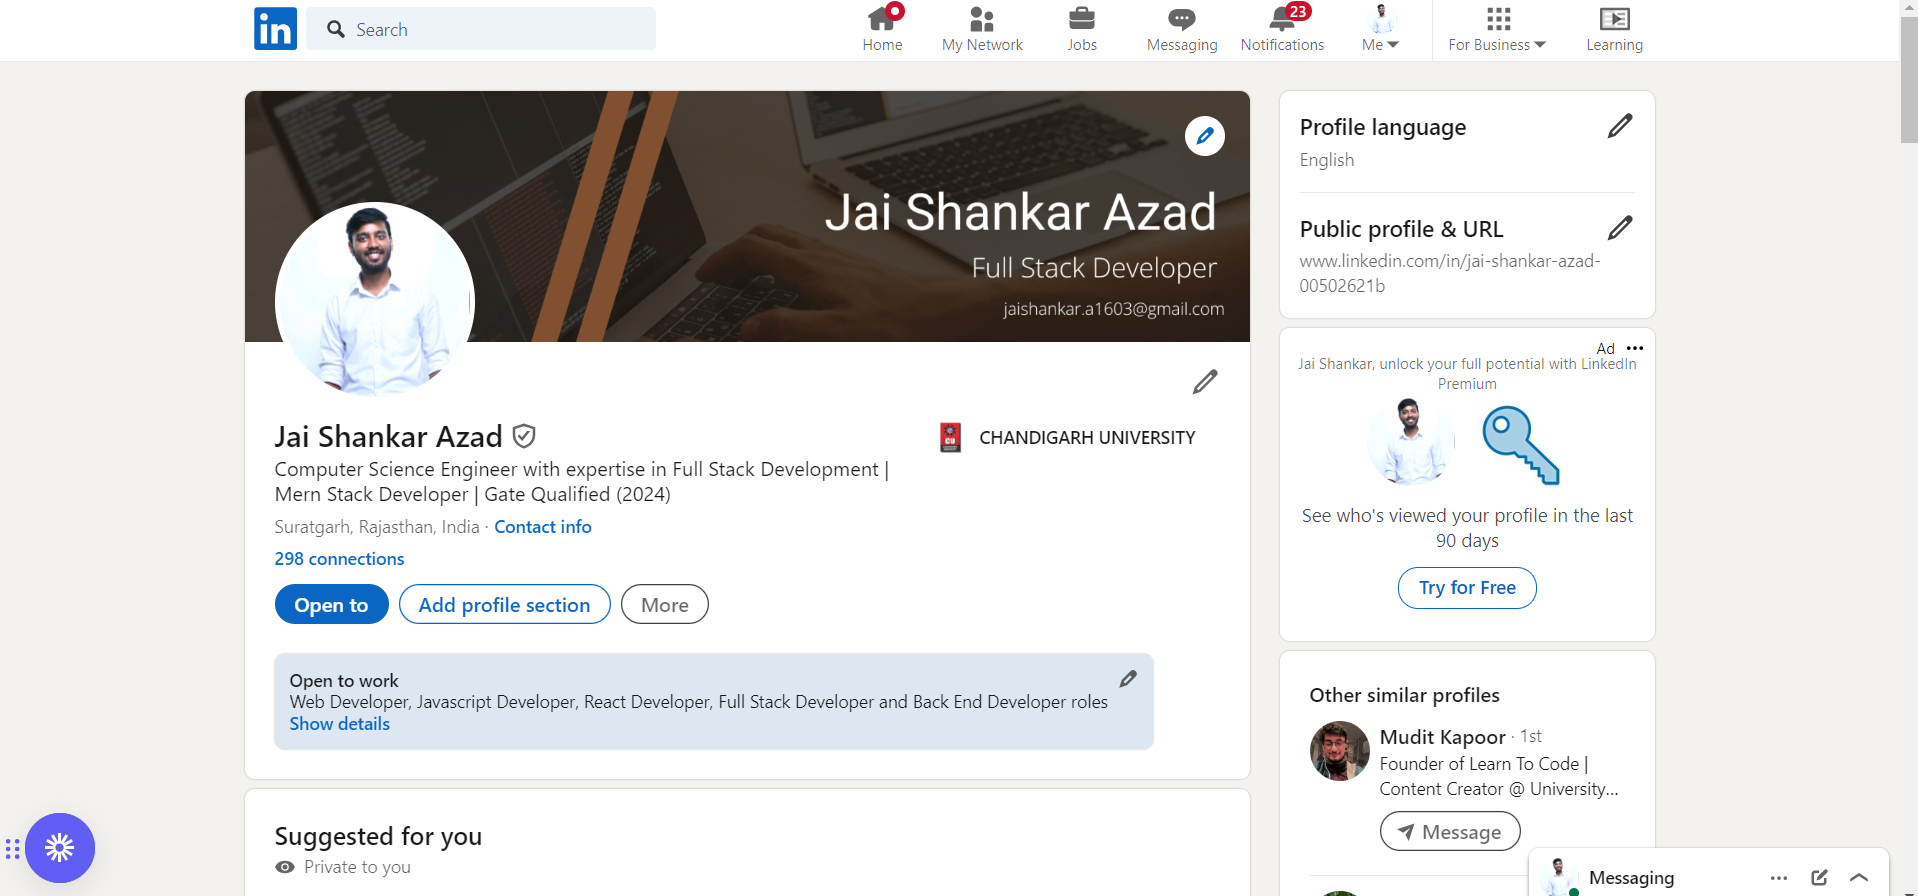 in
Search
Home
My Network
Jobs
Messaging
23
Notifications
Me
For Business
Learning
Jai Shankar Azad
Full Stack Developer
jaishankar.a1603@gmail.com
Jai Shankar Azad
Computer Science Engineer with expertise in Full Stack Development |
Mern Stack Developer | Gate Qualified (2024)
Suratgarh, Rajasthan, India · Contact info
298 connections
Open to
Add profile section
More
CU
CHANDIGARH UNIVERSITY
Open to work
Web Developer, Javascript Developer, React Developer, Full Stack Developer and Back End Developer roles
Show details
Suggested for you
Private to you
Profile language
English
Public profile & URL
www.linkedin.com/in/jai-shankar-azad-
00502621b
Ad
Jai Shankar, unlock your full potential with LinkedIn
Premium
See who's viewed your profile in the last
90 days
Try for Free
Other similar profiles
Mudit Kapoor · 1st
Founder of Learn To Code |
Content Creator @ University...
Message
Messaging